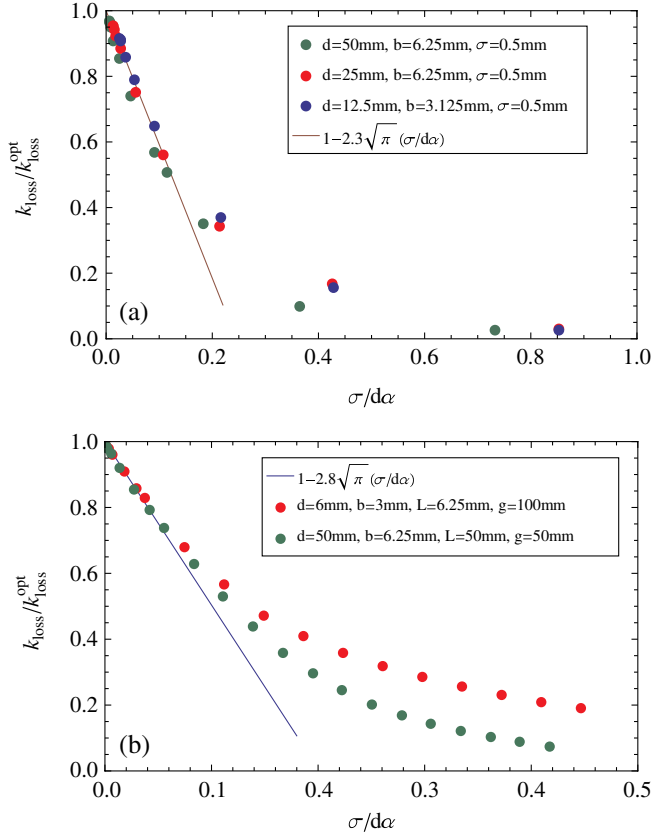 1.0
0.8
0.6
0.4
0.2
0.0
k_loss/k_loss^opt
d=50mm, b=6.25mm, σ=0.5mm
d=25mm, b=6.25mm, σ=0.5mm
d=12.5mm, b=3.125mm, σ=0.5mm
1−2.3√π (σ/dα)
(a)
0.0 0.2 0.4 0.6 0.8 1.0
σ/dα
1.0
0.8
0.6
0.4
0.2
0.0
k_loss/k_loss^opt
1−2.8√π (σ/dα)
d=6mm, b=3mm, L=6.25mm, g=100mm
d=50mm, b=6.25mm, L=50mm, g=50mm
(b)
0.0 0.1 0.4 0.3 0.4 0.5
σ/dα